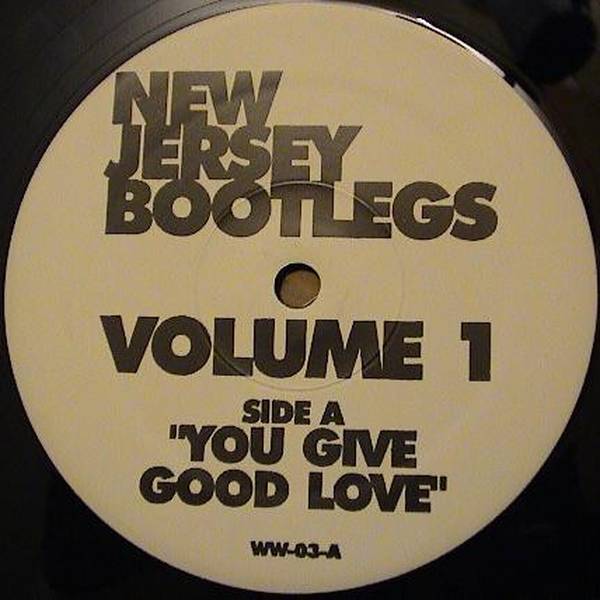 NEW
JERSEY
BOOTLEGS
VOLUME 1
SIDE A
"YOU GIVE
GOOD LOVE"
WW-03-A